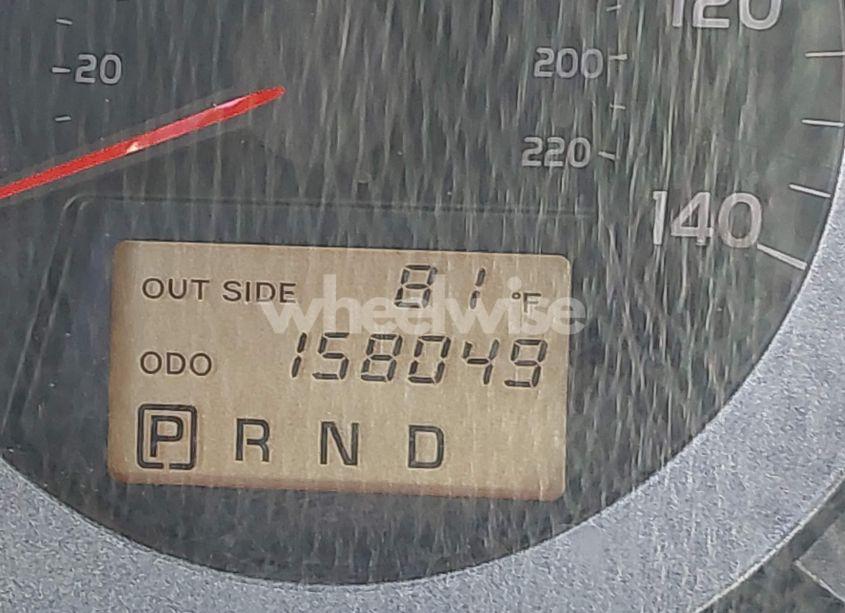 120
20
200
220
140
OUT SIDE 81 °F
wheelwise
ODO 158049
P R N D